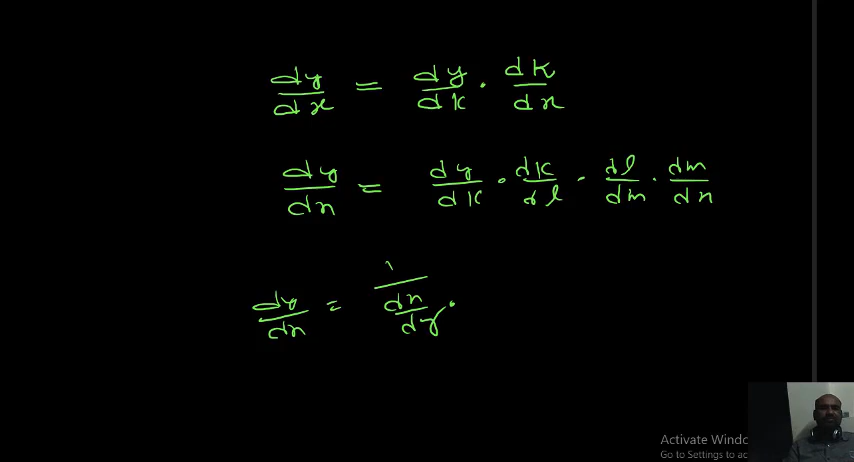 dy/dx = dy/dk · dk/dx
dy/dx = dy/dk · dk/dl · dl/dm · dm/dx
dy/dx = 1/(dx/dy) ·
Activate Windo
Go to Settings to ac